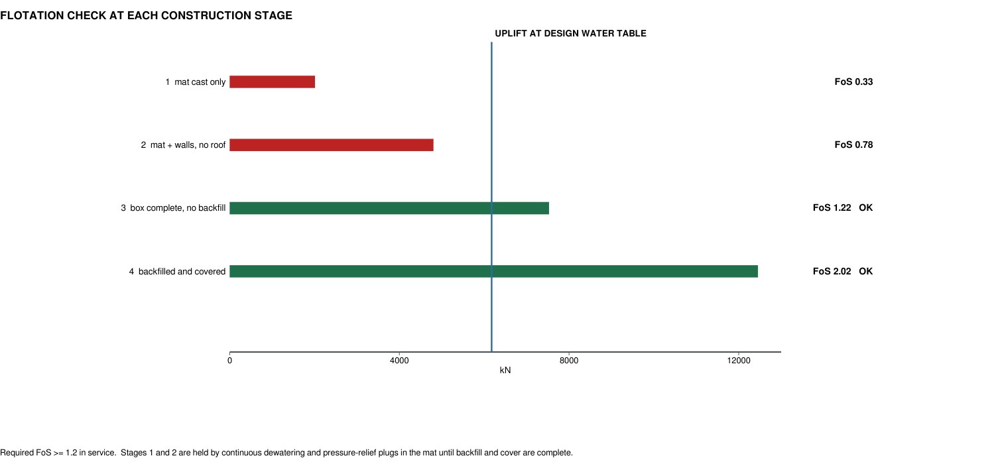 FLOTATION CHECK AT EACH CONSTRUCTION STAGE
UPLIFT AT DESIGN WATER TABLE
1  mat cast only
FoS 0.33
2  mat + walls, no roof
FoS 0.78
3  box complete, no backfill
FoS 1.22   OK
4  backfilled and covered
FoS 2.02   OK
0 4000 8000 12000
kN
Required FoS >= 1.2 in service.  Stages 1 and 2 are held by continuous dewatering and pressure-relief plugs in the mat until backfill and cover are complete.